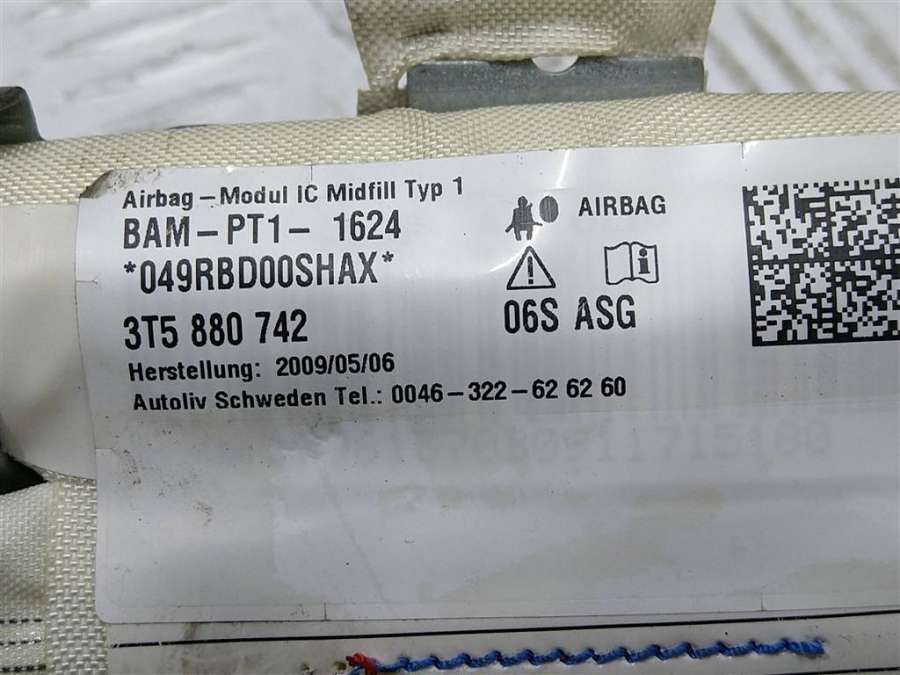 Airbag-Modul IC Midfill Typ 1
BAM-PT1- 1624
*049RBD00SHAX*
3T5 880 742
Herstellung: 2009/05/06
Autoliv Schweden Tel.: 0046-322-62 62 60
AIRBAG
06S ASG